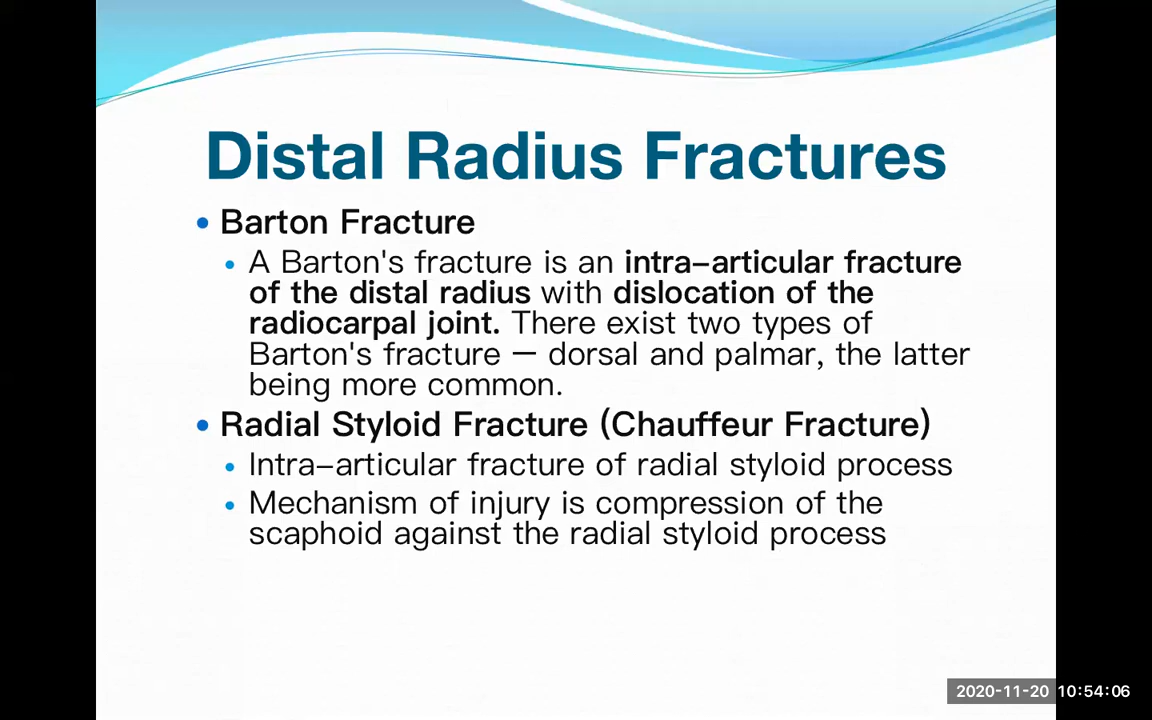 Distal Radius Fractures
• Barton Fracture
• A Barton's fracture is an intra–articular fracture
of the distal radius with dislocation of the
radiocarpal joint. There exist two types of
Barton's fracture — dorsal and palmar, the latter
being more common.
• Radial Styloid Fracture (Chauffeur Fracture)
• Intra–articular fracture of radial styloid process
• Mechanism of injury is compression of the
scaphoid against the radial styloid process
2020-11-20 10:54:06